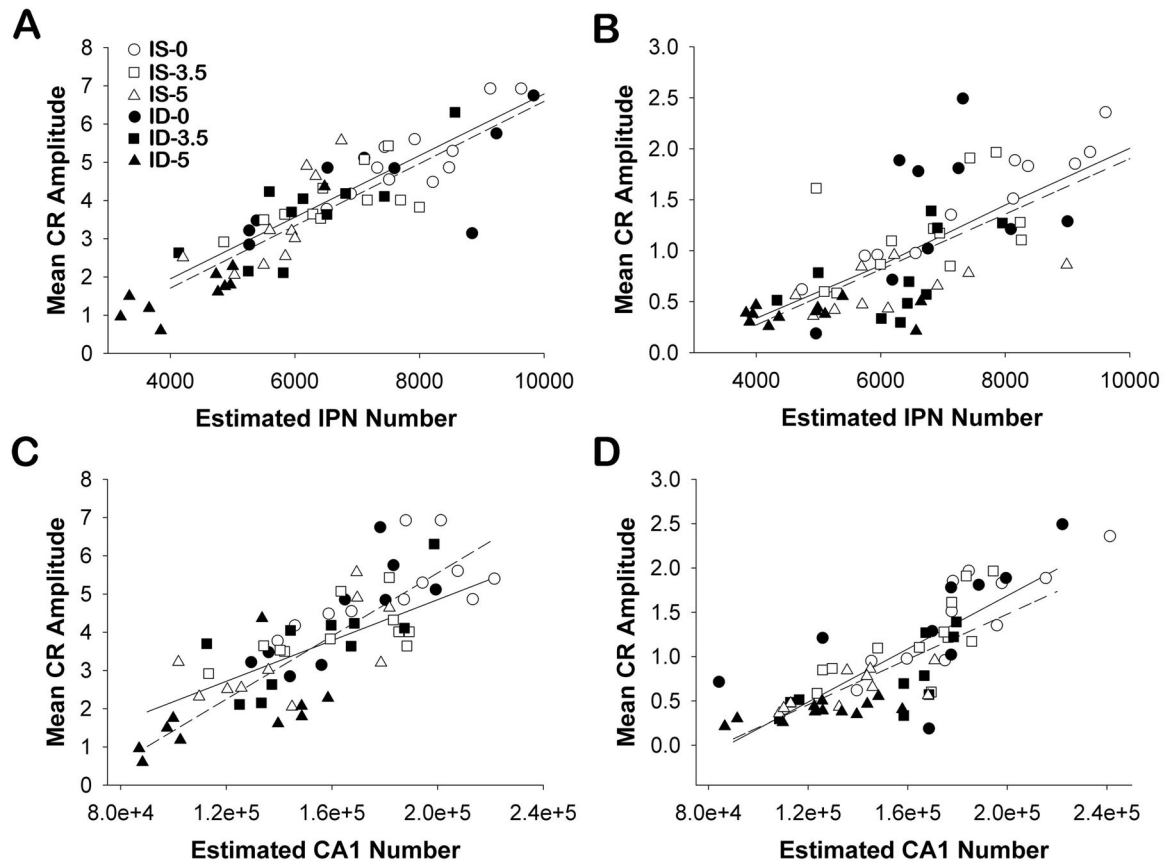 A
8
7
6
5
4
3
2
1
0
Mean CR Amplitude
IS-0
IS-3.5
IS-5
ID-0
ID-3.5
ID-5
4000 6000 8000 10000
Estimated IPN Number
B
3.0
2.5
2.0
1.5
1.0
0.5
0.0
Mean CR Amplitude
4000 6000 8000 10000
Estimated IPN Number
C
8
7
6
5
4
3
2
1
0
Mean CR Amplitude
8.0e+4 1.2e+5 1.6e+5 2.0e+5 2.4e+5
Estimated CA1 Number
D
3.0
2.5
2.0
1.5
1.0
0.5
0.0
Mean CR Amplitude
8.0e+4 1.2e+5 1.6e+5 2.0e+5 2.4e+5
Estimated CA1 Number